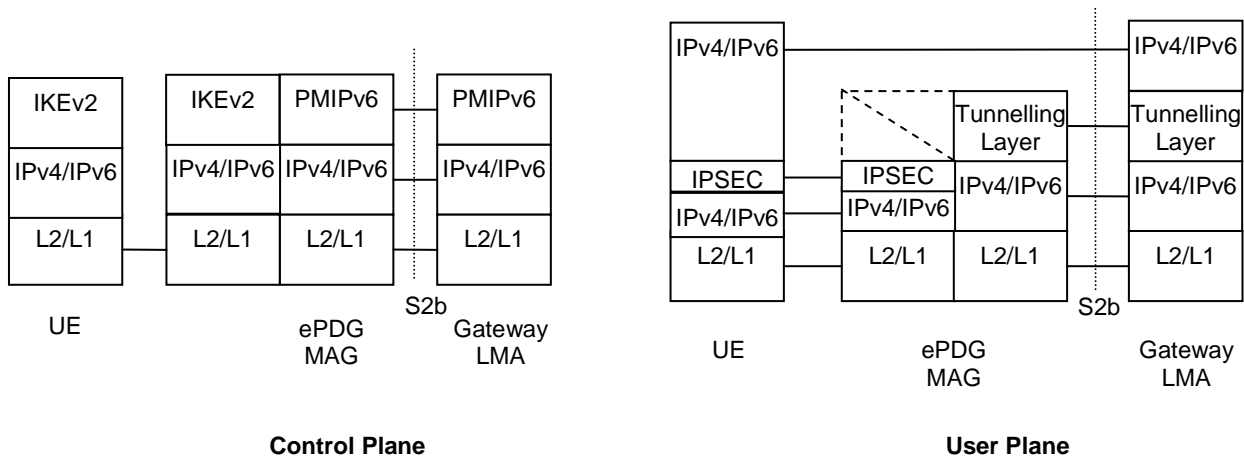 IKEv2
IKEv2
PMIPv6
PMIPv6
IPv4/IPv6
IPv4/IPv6
IPv4/IPv6
IPv4/IPv6
L2/L1
L2/L1
L2/L1
L2/L1
S2b
UE
ePDG
MAG
Gateway
LMA
Control Plane
IPv4/IPv6
IPv4/IPv6
Tunnelling
Layer
Tunnelling
Layer
IPSEC
IPSEC
IPv4/IPv6
IPv4/IPv6
IPv4/IPv6
IPv4/IPv6
L2/L1
L2/L1
L2/L1
L2/L1
S2b
UE
ePDG
MAG
Gateway
LMA
User Plane